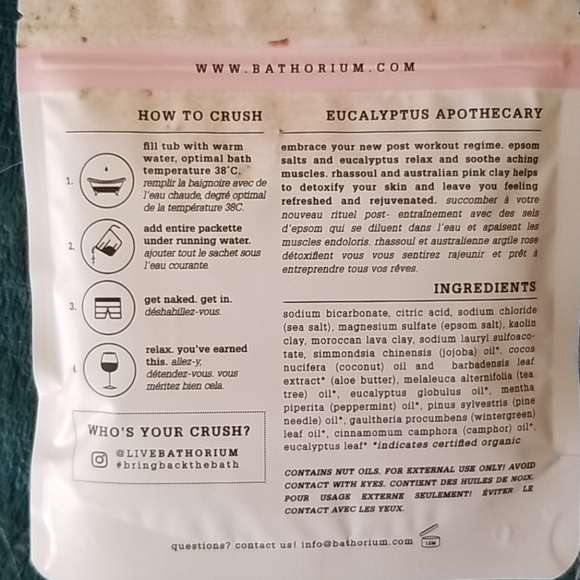 WWW.BATHORIUM.COM
HOW TO CRUSH
1.
fill tub with warm
water, optimal bath
temperature 38°C.
remplir la baignoire avec de
l'eau chaude, degré optimal
de la température 38C.
2.
add entire packette
under running water.
ajouter tout le sachet sous
l'eau courante.
3.
get naked. get in.
déshabillez-vous.
4.
relax. you've earned
this. allez-y,
détendez-vous. vous
méritez bien cela.
WHO'S YOUR CRUSH?
@LIVEBATHORIUM
#bringbackthebath
EUCALYPTUS APOTHECARY
embrace your new post workout regime. epsom
salts and eucalyptus relax and soothe aching
muscles. rhassoul and australian pink clay helps
to detoxify your skin and leave you feeling
refreshed and rejuvenated. succomber à votre
nouveau rituel post- entraînement avec des sels
d'epsom qui se diluent dans l'eau et apaisent les
muscles endoloris. rhassoul et australienne argile rose
détoxifient vous vous sentirez rajeunir et prêt à
entreprendre tous vos rêves.
INGREDIENTS
sodium bicarbonate, citric acid, sodium chloride
(sea salt), magnesium sulfate (epsom salt), kaolin
clay, moroccan lava clay, sodium lauryl sulfoaco-
tate, simmondsia chinensis (jojoba) oil*, cocos
nucifera (coconut) oil and barbadensis leaf
extract* (aloe butter), melaleuca alternifolia (tea
tree) oil*, eucalyptus globulus oil*, mentha
piperita (peppermint) oil*, pinus sylvestris (pine
needle) oil*, gaultheria procumbens (wintergreen)
leaf oil*, cinnamomum camphora (camphor) oil*,
eucalyptus leaf* *indicates certified organic
CONTAINS NUT OILS. FOR EXTERNAL USE ONLY! AVOID
CONTACT WITH EYES. CONTIENT DES HUILES DE NOIX.
POUR USAGE EXTERNE SEULEMENT! ÉVITER LE
CONTACT AVEC LES YEUX.
questions? contact us! info@bathorium.com